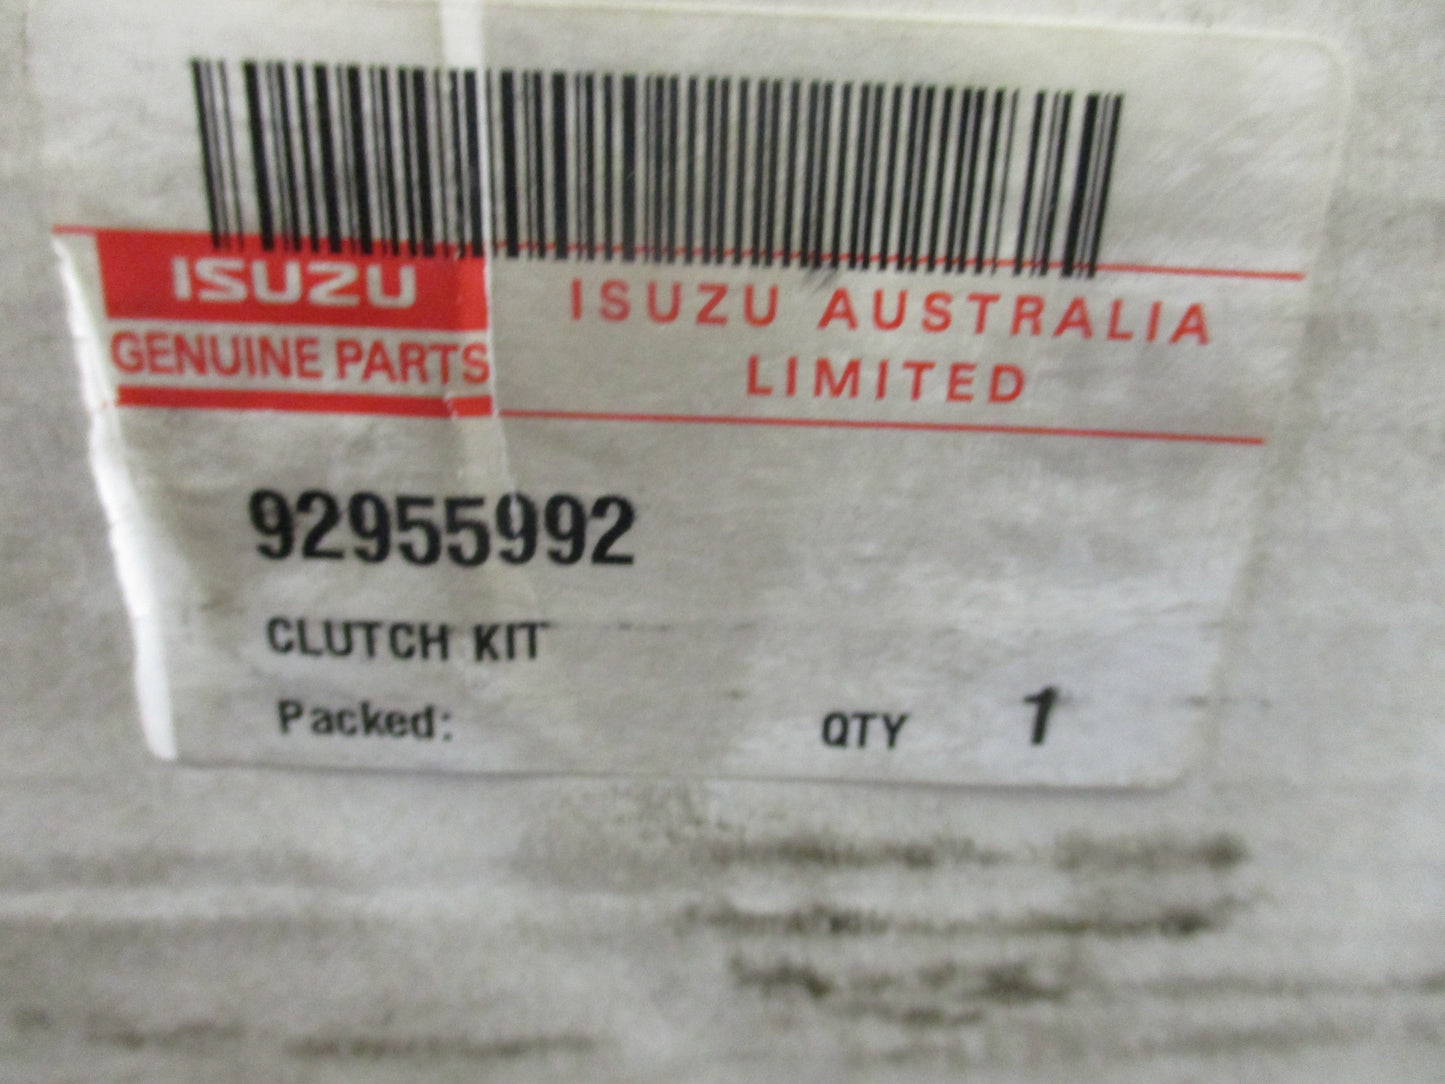 ISUZU
GENUINE PARTS
ISUZU AUSTRALIA
LIMITED
92955992
CLUTCH KIT
Packed:
QTY 1